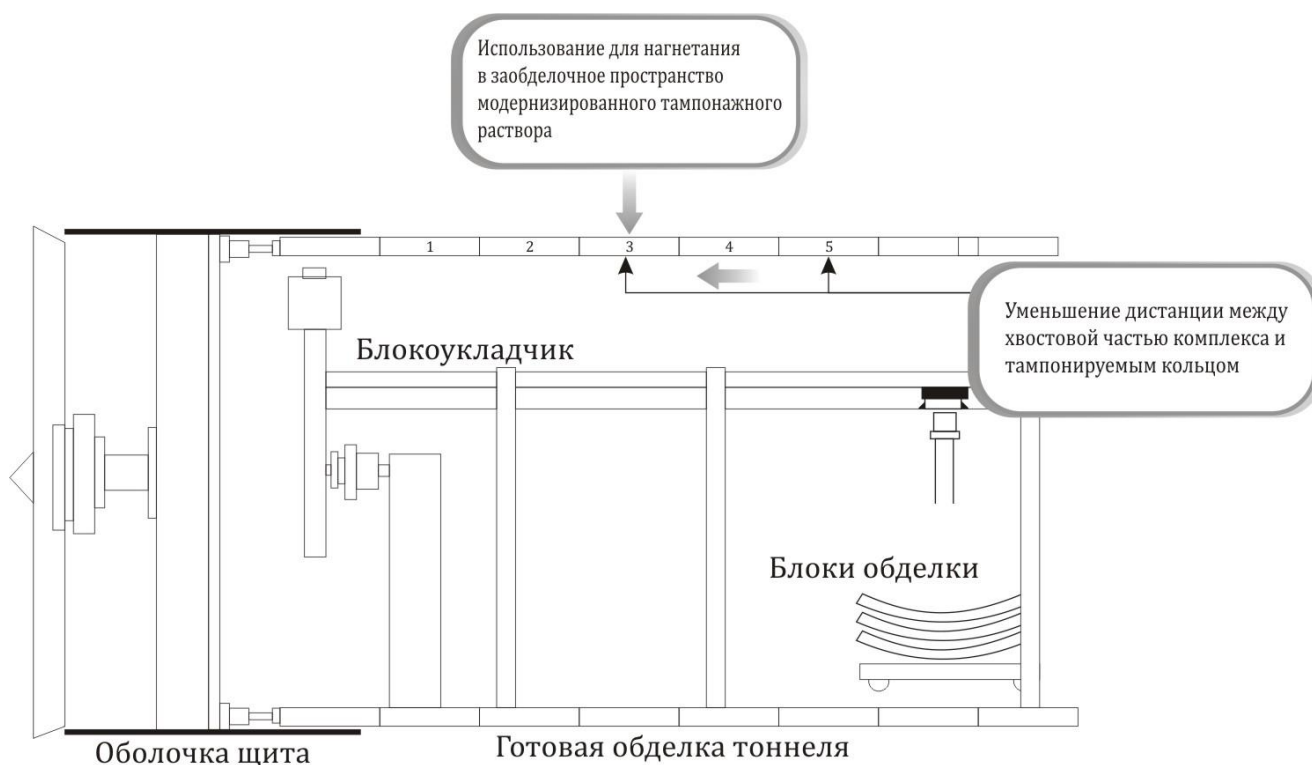 Использование для нагнетания
в заобделочное пространство
модернизированного тампонажного
раствора
1 2 3 4 5
Уменьшение дистанции между
хвостовой частью комплекса и
тампонируемым кольцом
Блокоукладчик
Блоки обделки
Оболочка щита
Готовая обделка тоннеля